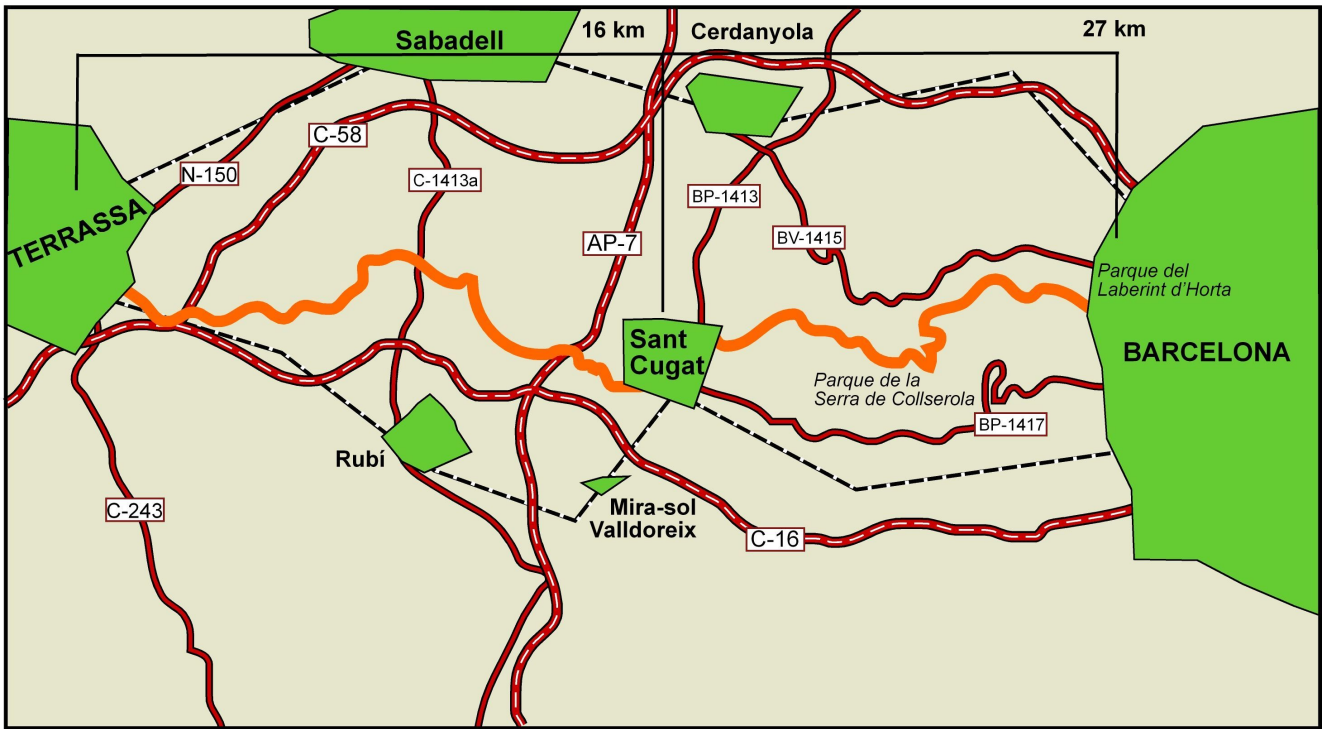 16 km
27 km
Sabadell
Cerdanyola
C-58
N-150
C-1413a
BP-1413
TERRASSA
AP-7
BV-1415
Parque del
Laberint d'Horta
Sant
Cugat
BARCELONA
Parque de la
Serra de Collserola
BP-1417
Rubí
C-243
Mira-sol
Valldoreix
C-16